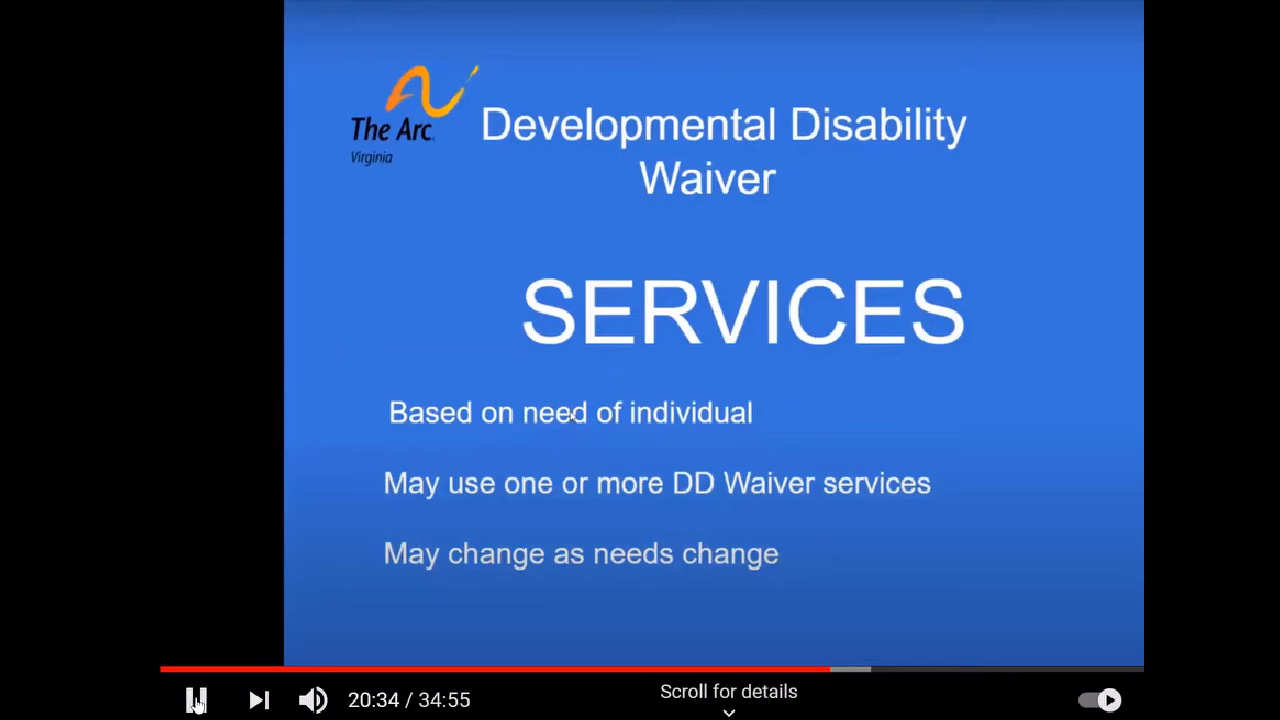 The Arc
Virginia
Developmental Disability
Waiver
SERVICES
Based on need of individual
May use one or more DD Waiver services
May change as needs change
20:34 / 34:55
Scroll for details